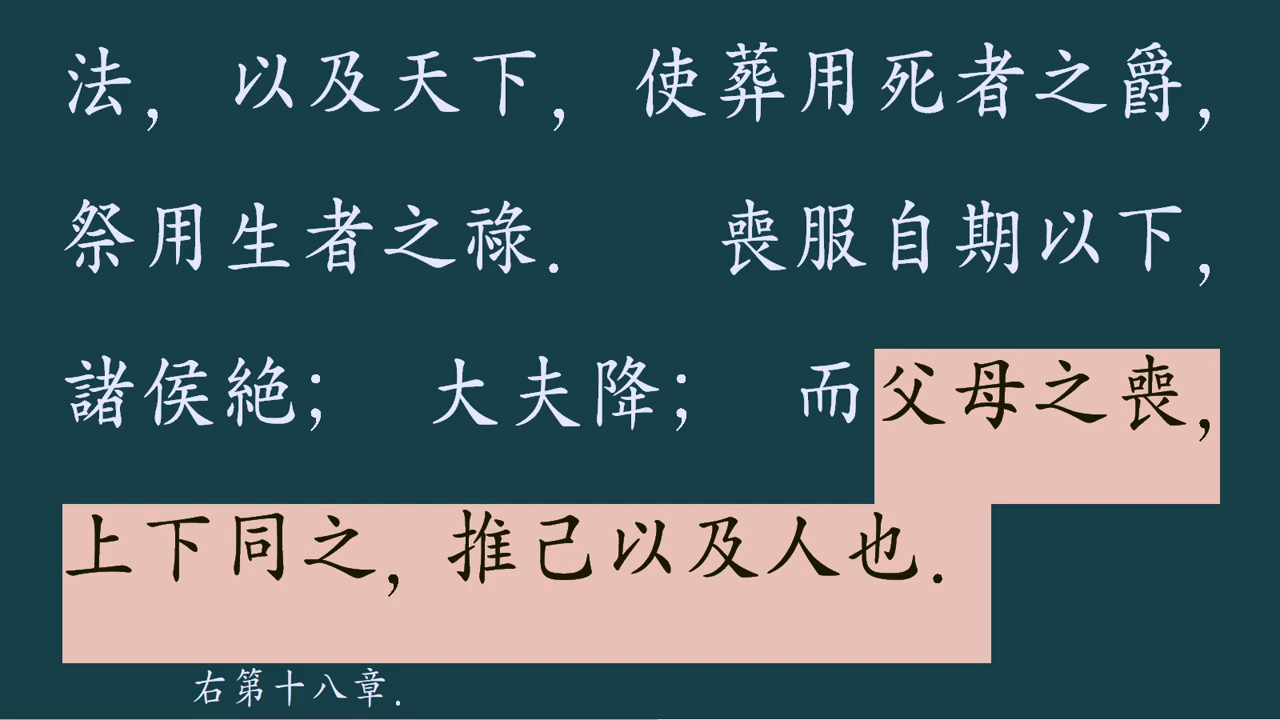 法, 以及天下, 使葬用死者之爵,
祭用生者之祿. 喪服自期以下,
諸侯絶; 大夫降; 而父母之喪,
上下同之, 推己以及人也.
右第十八章.